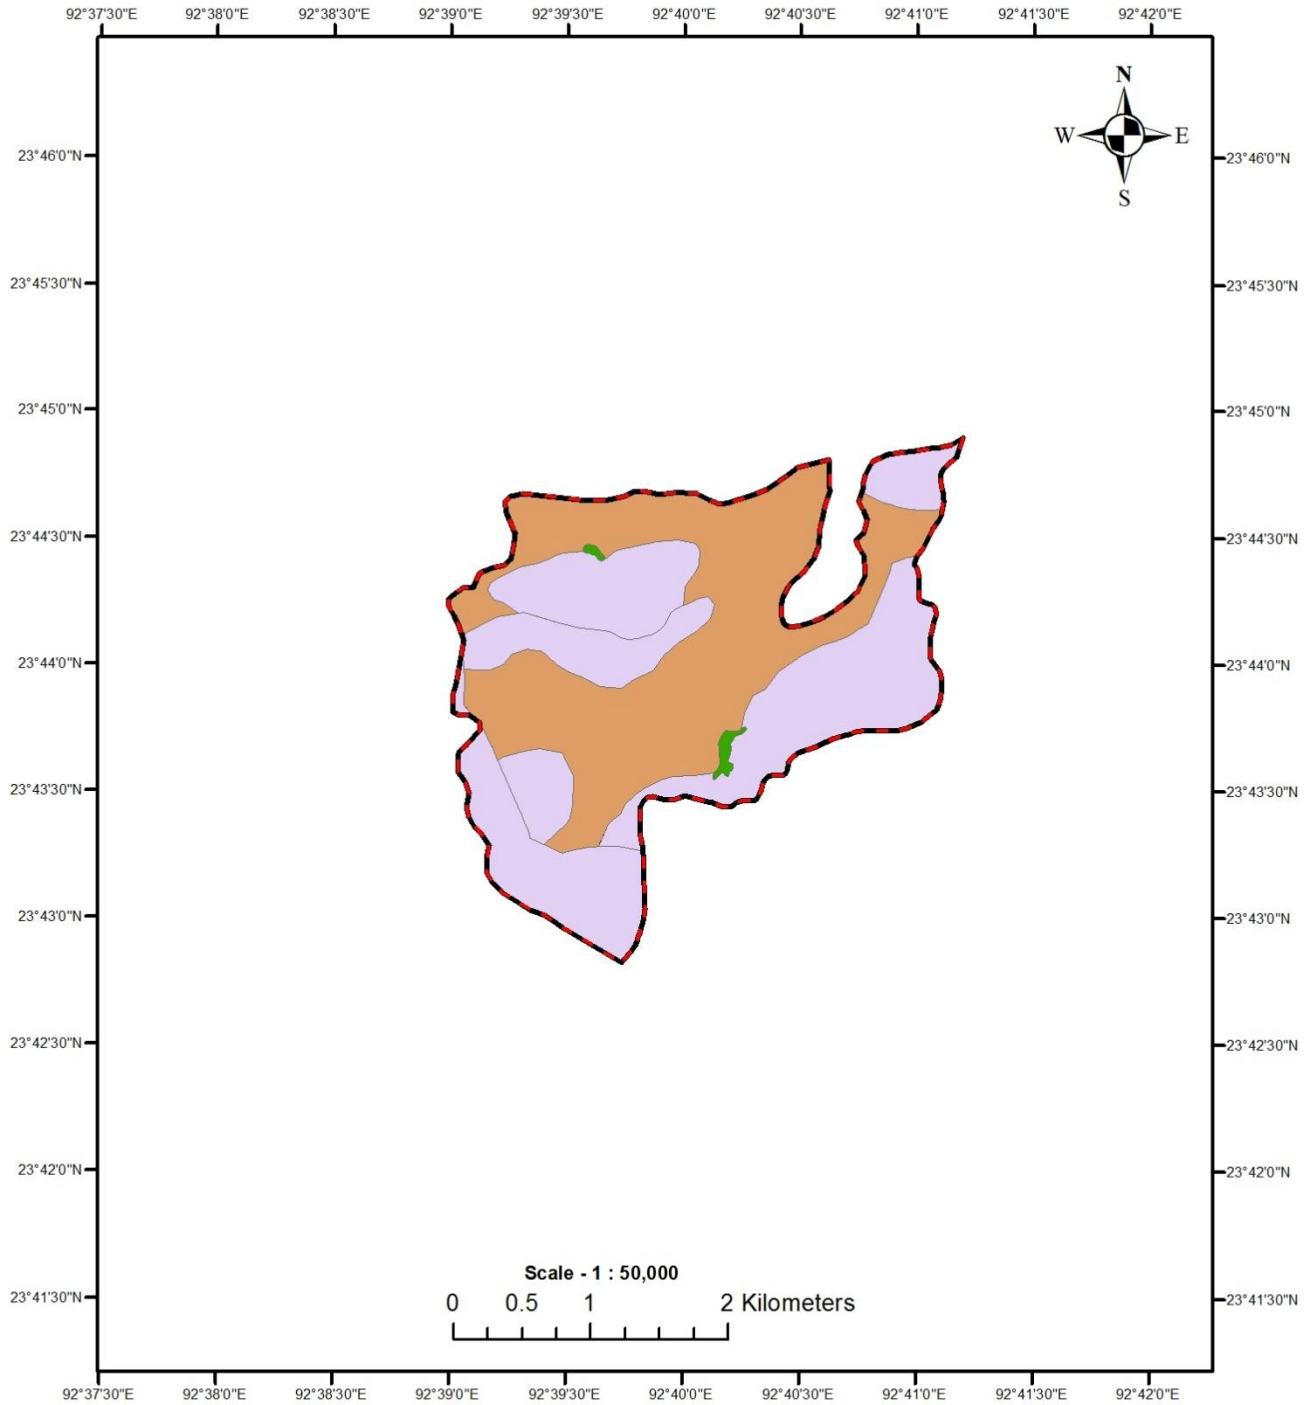 92°37'30"E 92°38'0"E 92°38'30"E 92°39'0"E 92°39'30"E 92°40'0"E 92°40'30"E 92°41'0"E 92°41'30"E 92°42'0"E
N
W E
S
23°46'0"N 23°46'0"N
23°45'30"N 23°45'30"N
23°45'0"N 23°45'0"N
23°44'30"N 23°44'30"N
23°44'0"N 23°44'0"N
23°43'30"N 23°43'30"N
23°43'0"N 23°43'0"N
23°42'30"N 23°42'30"N
23°42'0"N 23°42'0"N
Scale - 1 : 50,000
23°41'30"N 23°41'30"N
0 0.5 1 2 Kilometers
92°37'30"E 92°38'0"E 92°38'30"E 92°39'0"E 92°39'30"E 92°40'0"E 92°40'30"E 92°41'0"E 92°41'30"E 92°42'0"E